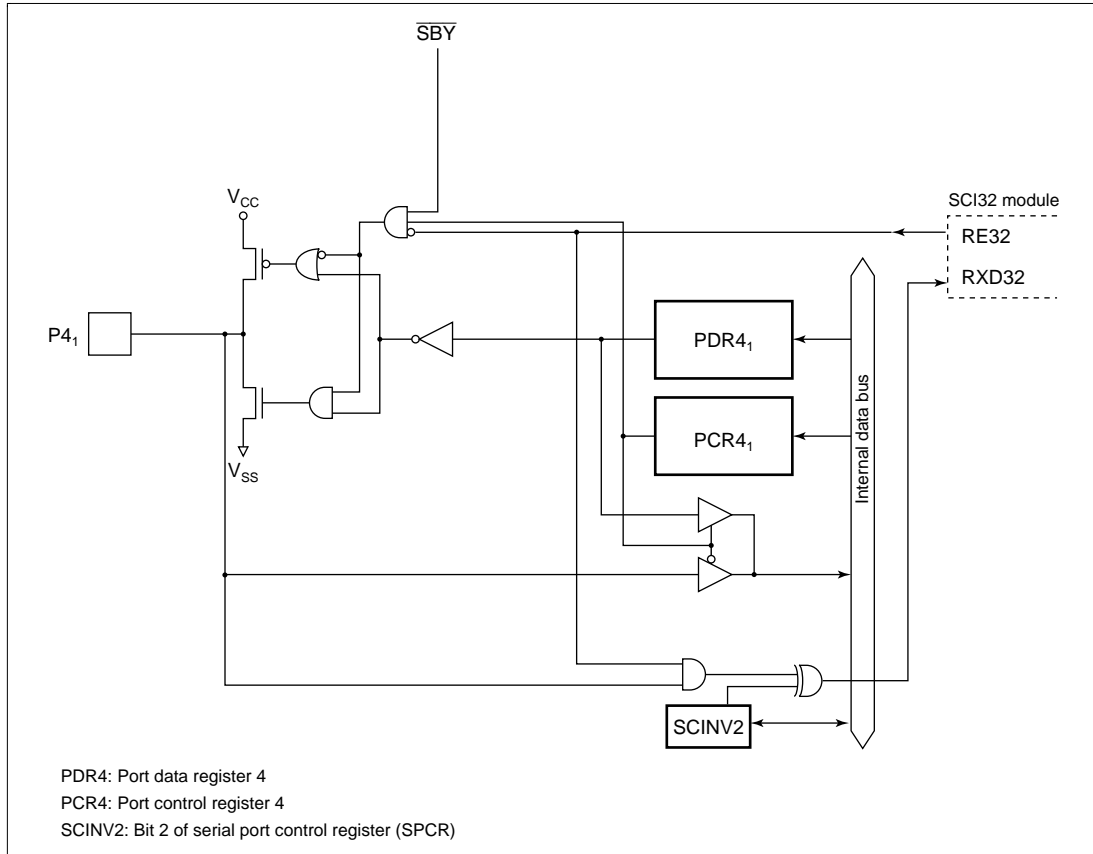 SBY
VCC
SCI32 module
RE32
RXD32
P41
PDR41
PCR41
VSS
Internal data bus
SCINV2
PDR4: Port data register 4
PCR4: Port control register 4
SCINV2: Bit 2 of serial port control register (SPCR)